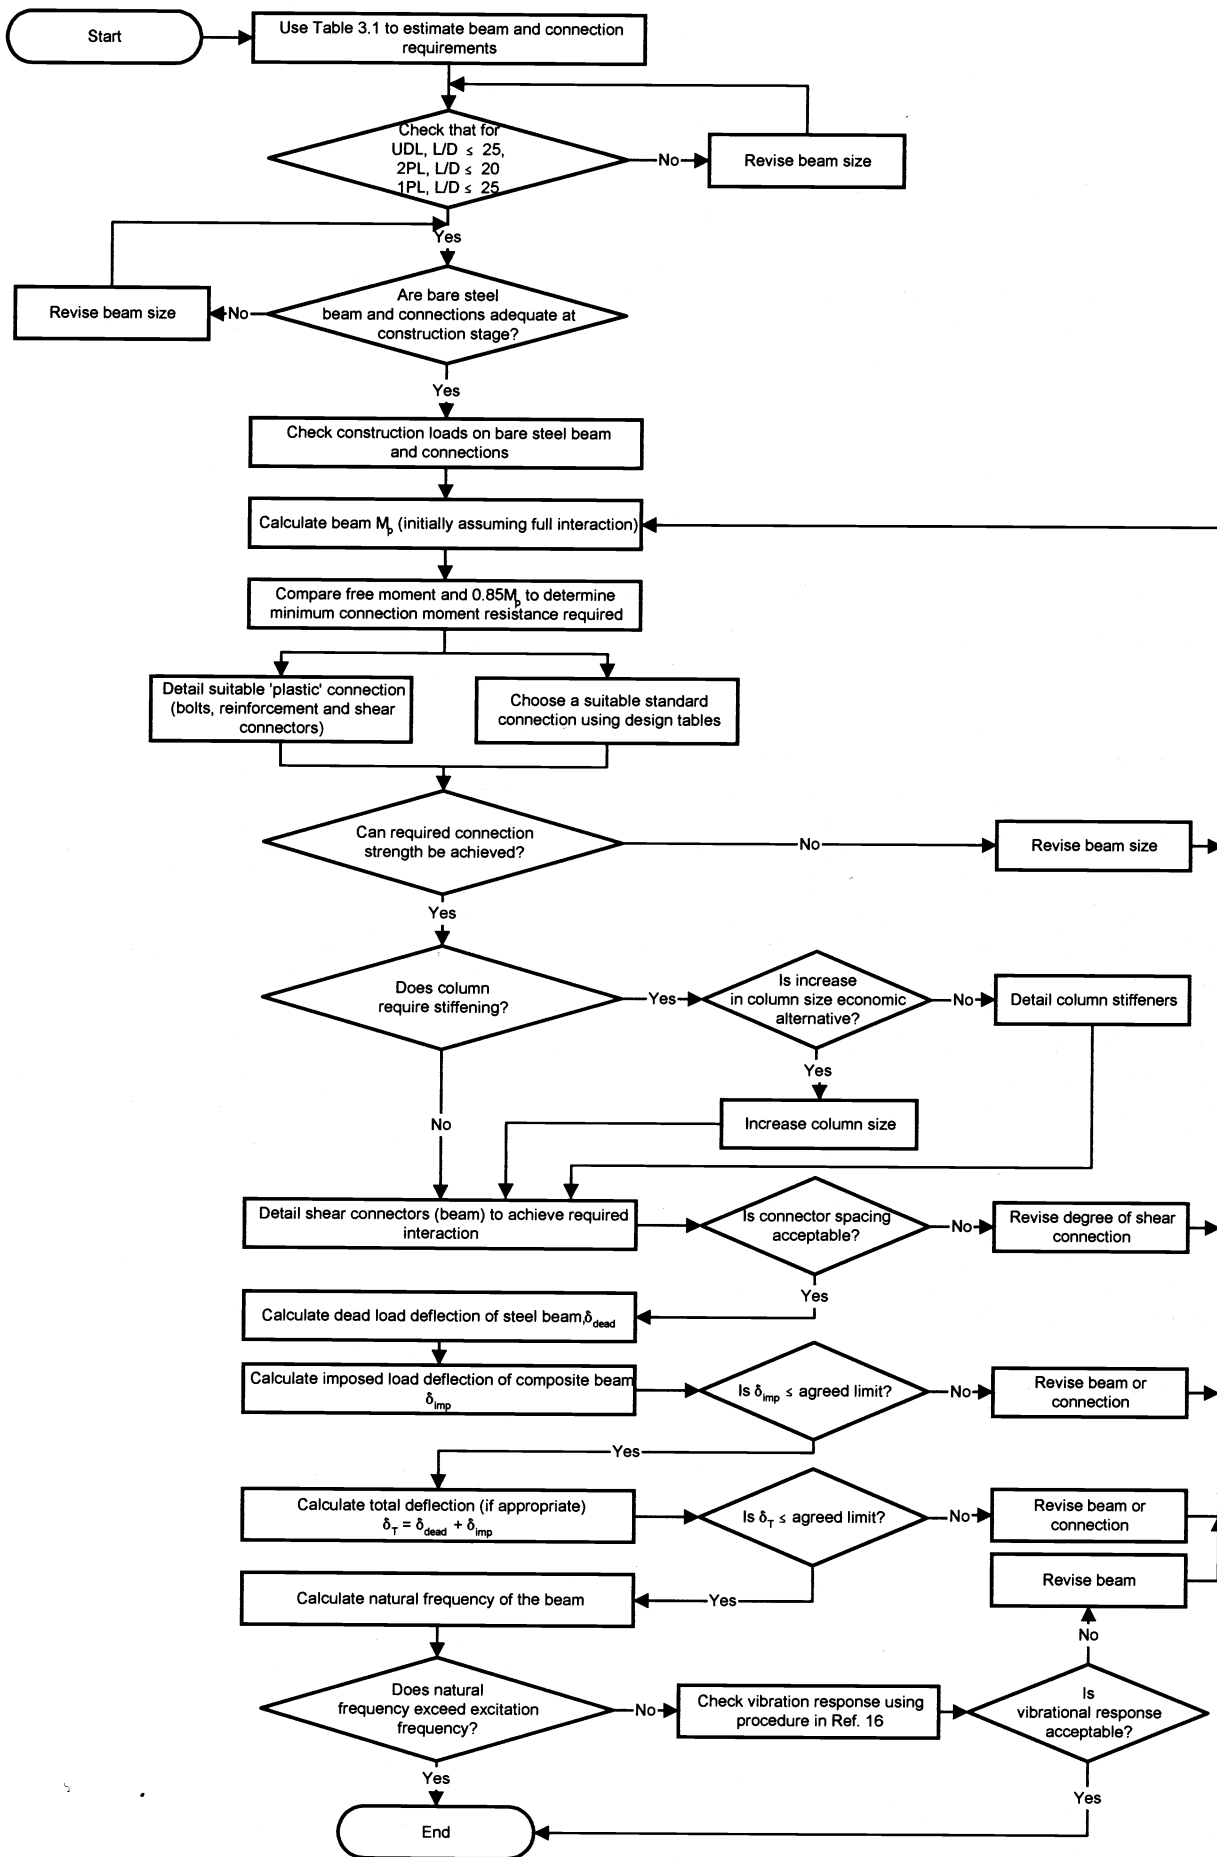 Start
Use Table 3.1 to estimate beam and connection
requirements
Check that for
UDL, L/D ≤ 25,
2PL, L/D ≤ 20
1PL, L/D ≤ 25
No
Revise beam size
Yes
Are bare steel
beam and connections adequate at
construction stage?
No
Revise beam size
Yes
Check construction loads on bare steel beam
and connections
Calculate beam Mp (initially assuming full interaction)
Compare free moment and 0.85Mp to determine
minimum connection moment resistance required
Detail suitable 'plastic' connection
(bolts, reinforcement and shear
connectors)
Choose a suitable standard
connection using design tables
Can required connection
strength be achieved?
No
Revise beam size
Yes
Does column
require stiffening?
Yes
Is increase
in column size economic
alternative?
No
Detail column stiffeners
Yes
Increase column size
No
Detail shear connectors (beam) to achieve required
interaction
Is connector spacing
acceptable?
No
Revise degree of shear
connection
Yes
Calculate dead load deflection of steel beam,δdead
Calculate imposed load deflection of composite beam
δimp
Is δimp ≤ agreed limit?
No
Revise beam or
connection
Yes
Calculate total deflection (if appropriate)
δT = δdead + δimp
Is δT ≤ agreed limit?
No
Revise beam or
connection
Revise beam
Yes
Calculate natural frequency of the beam
No
Does natural
frequency exceed excitation
frequency?
No
Check vibration response using
procedure in Ref. 16
Is
vibrational response
acceptable?
Yes
Yes
End